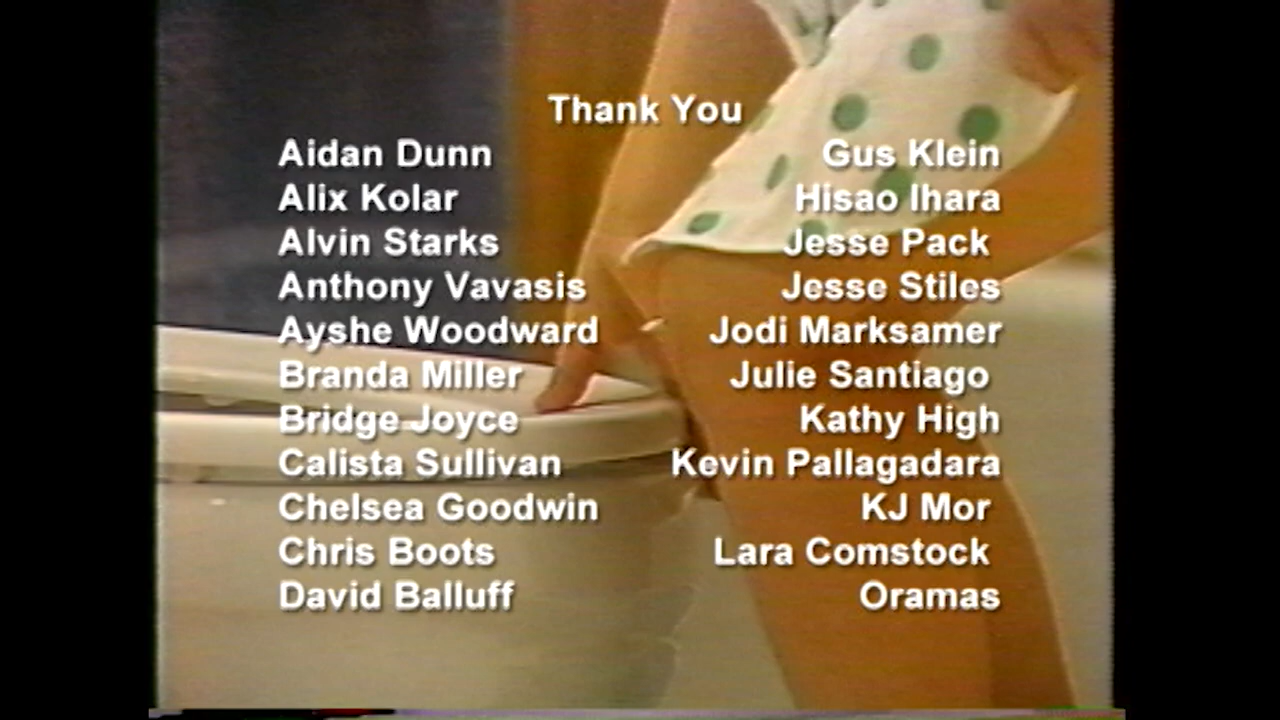 Thank You
Aidan Dunn
Alix Kolar
Alvin Starks
Anthony Vavasis
Ayshe Woodward
Branda Miller
Bridge Joyce
Calista Sullivan
Chelsea Goodwin
Chris Boots
David Balluff
Gus Klein
Hisao Ihara
Jesse Pack
Jesse Stiles
Jodi Marksamer
Julie Santiago
Kathy High
Kevin Pallagadara
KJ Mor
Lara Comstock
Oramas